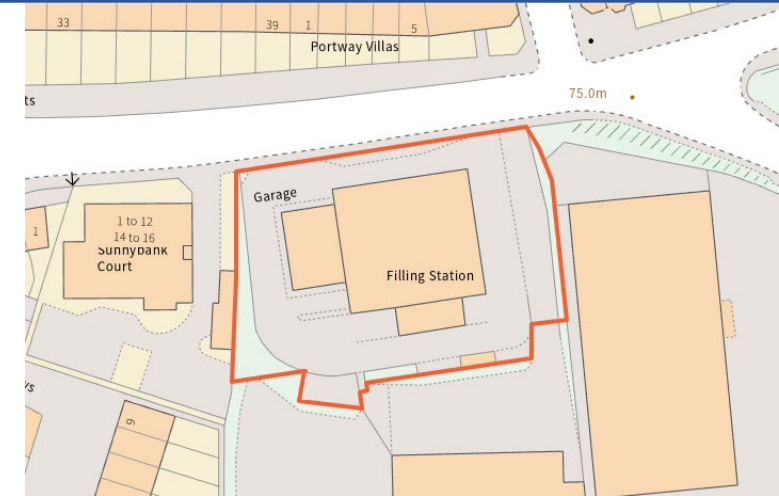 33
39
1
5
Portway Villas
ts
75.0m
Garage
1 to 12
14 to 16
Sunnybank
Court
1
Filling Station
ws
9